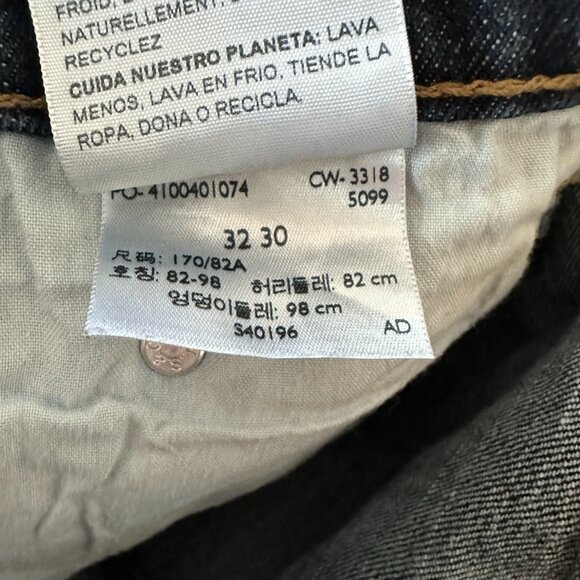 FROID,
NATURELLEMENT,
RECYCLEZ
CUIDA NUESTRO PLANETA: LAVA
MENOS, LAVA EN FRIO, TIENDE LA
ROPA, DONA O RECICLA.
PO- 4100401074 CW- 3318
5099
32 30
尺 码: 170/82A
호 칭: 82-98 허리둘레: 82 cm
엉덩이둘레: 98 cm
S40196 AD